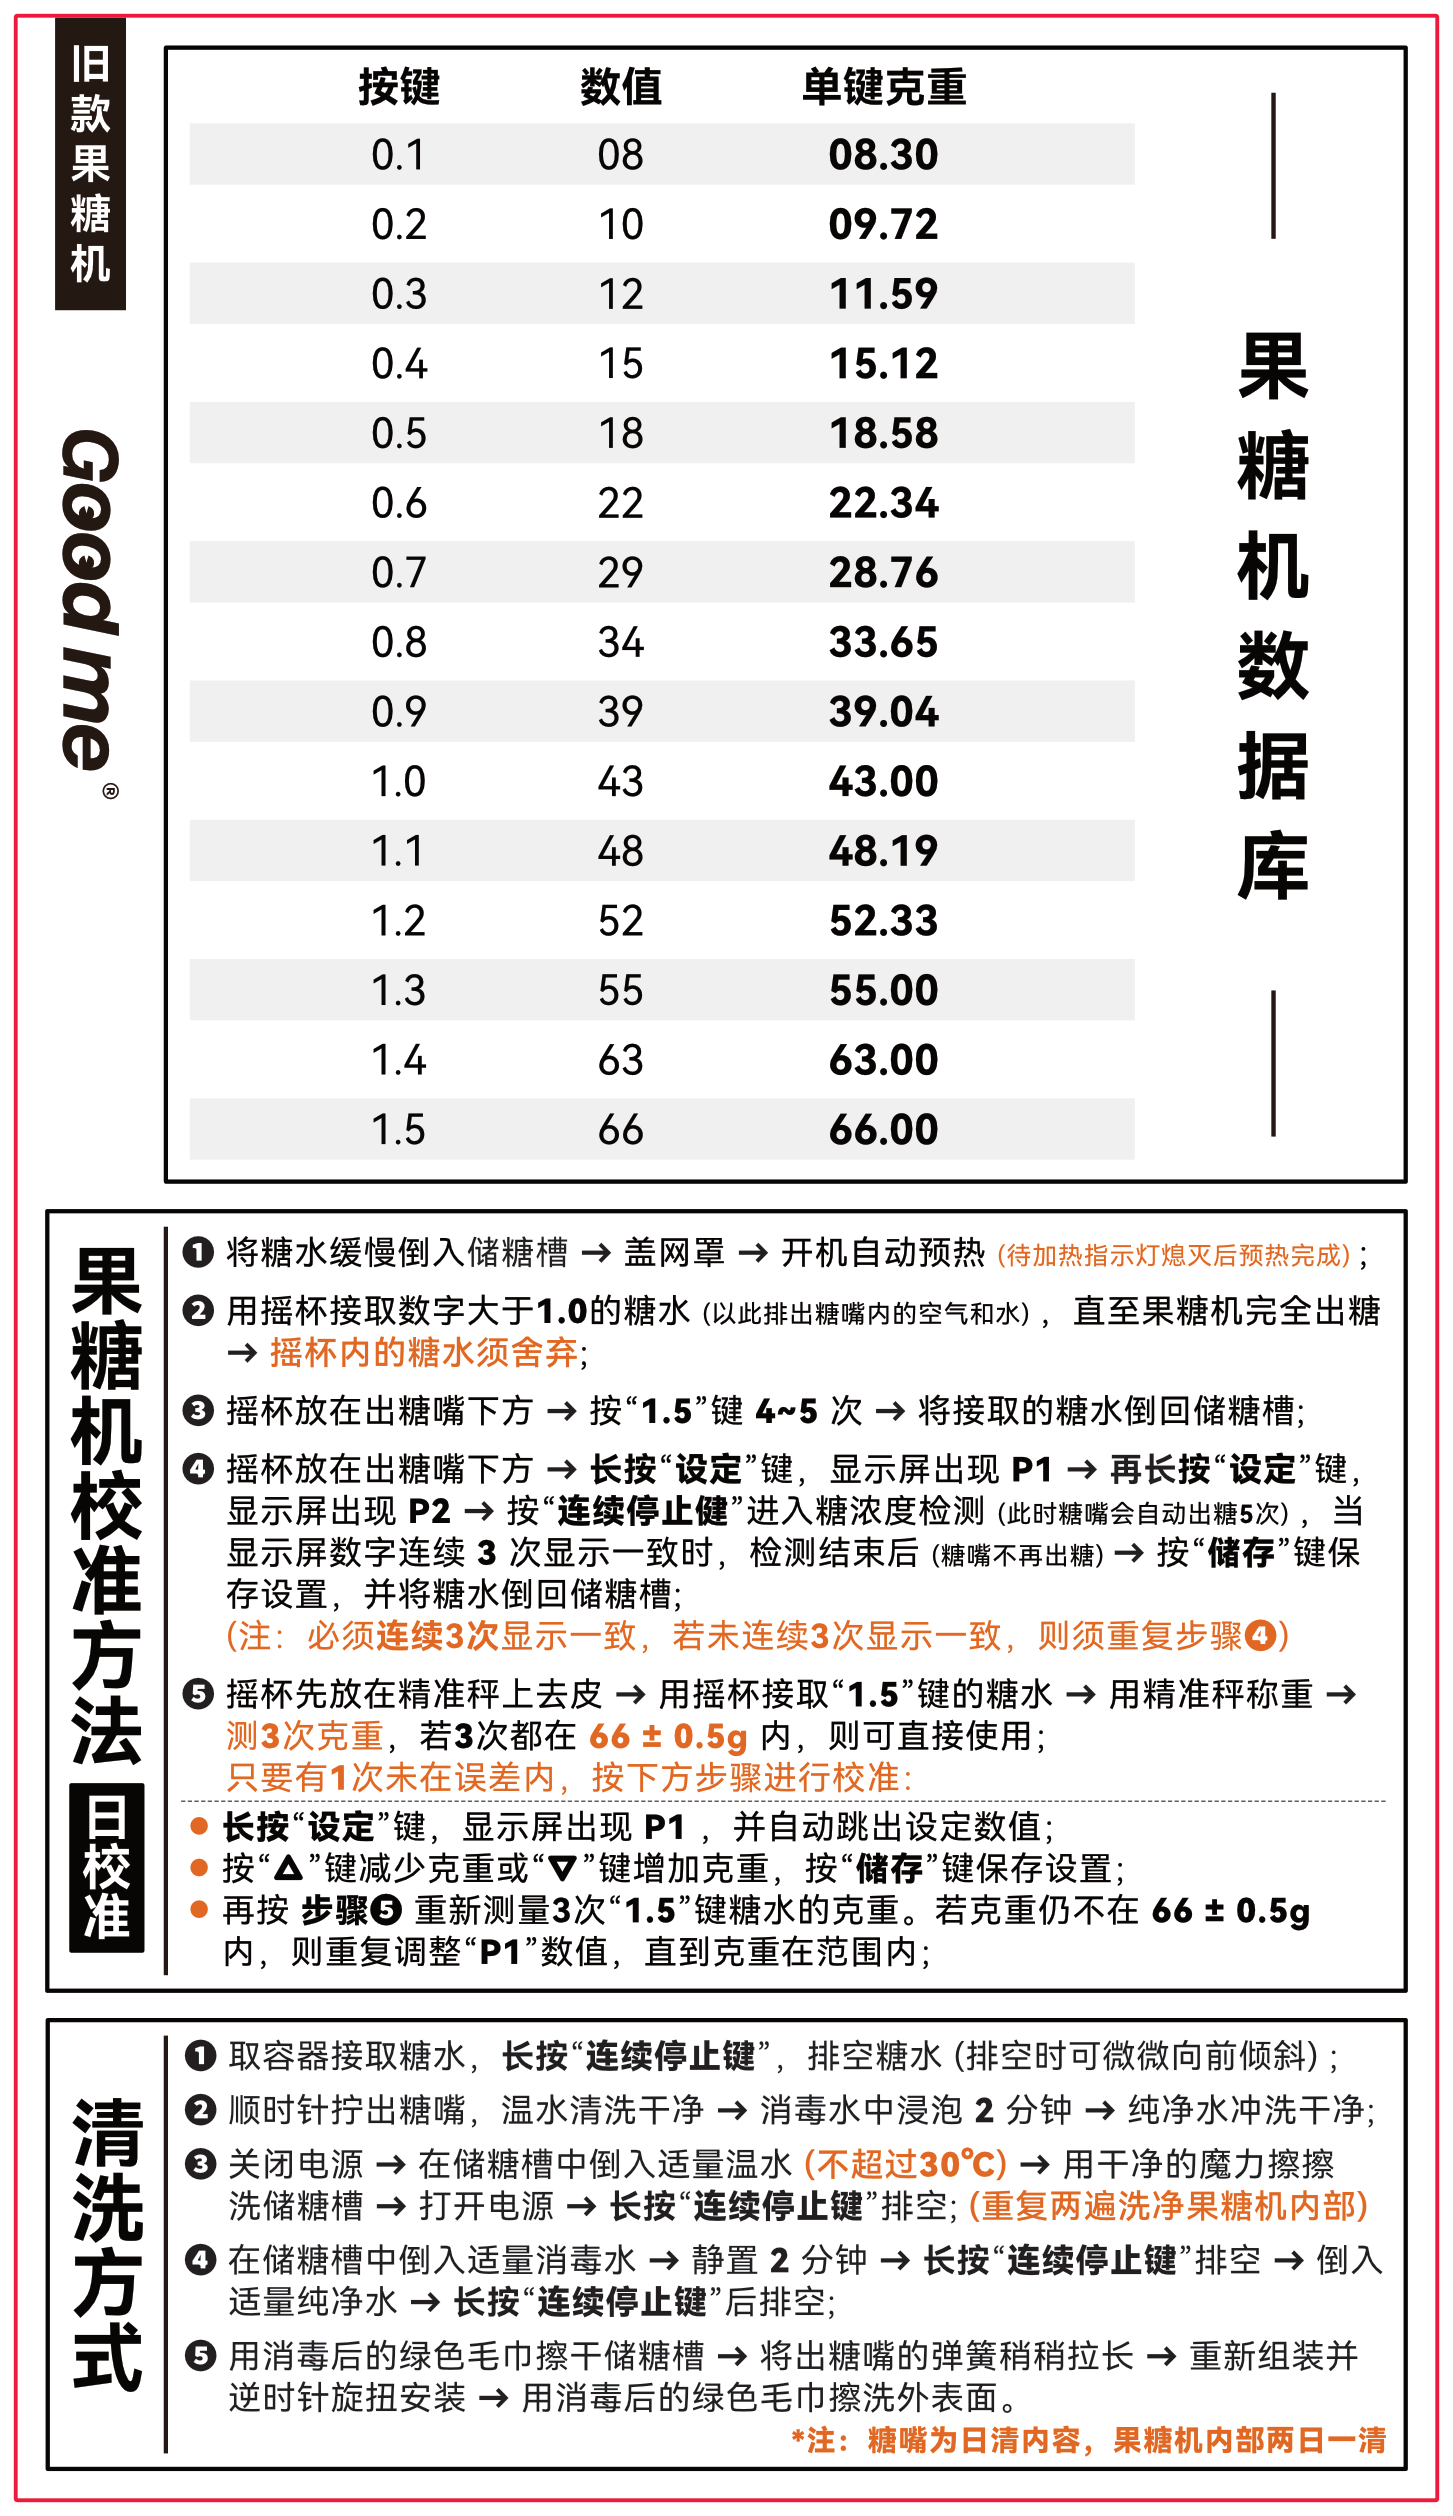 旧款果糖机
Good me®
按键 数值 单键克重
0.1 08 08.30
0.2 10 09.72
0.3 12 11.59
0.4 15 15.12
0.5 18 18.58
0.6 22 22.34
0.7 29 28.76
0.8 34 33.65
0.9 39 39.04
1.0 43 43.00
1.1 48 48.19
1.2 52 52.33
1.3 55 55.00
1.4 63 63.00
1.5 66 66.00
果糖机数据库
果糖机校准方法
日校准
❶ 将糖水缓慢倒入储糖槽 → 盖网罩 → 开机自动预热 (待加热指示灯熄灭后预热完成) ;
❷ 用摇杯接取数字大于1.0的糖水 (以此排出糖嘴内的空气和水) ，直至果糖机完全出糖
→ 摇杯内的糖水须舍弃;
❸ 摇杯放在出糖嘴下方 → 按“1.5”键 4~5 次 → 将接取的糖水倒回储糖槽;
❹ 摇杯放在出糖嘴下方 → 长按“设定”键，显示屏出现 P1 → 再长按“设定”键，
显示屏出现 P2 → 按“连续停止健”进入糖浓度检测 (此时糖嘴会自动出糖5次) ，当
显示屏数字连续 3 次显示一致时，检测结束后 (糖嘴不再出糖) → 按“储存”键保
存设置，并将糖水倒回储糖槽;
(注：必须连续3次显示一致，若未连续3次显示一致，则须重复步骤❹)
❺ 摇杯先放在精准秤上去皮 → 用摇杯接取“1.5”键的糖水 → 用精准秤称重 →
测3次克重，若3次都在 66 ± 0.5g 内，则可直接使用;
只要有1次未在误差内，按下方步骤进行校准：
● 长按“设定”键，显示屏出现 P1 ，并自动跳出设定数值;
● 按“△”键减少克重或“▽”键增加克重，按“储存”键保存设置;
● 再按 步骤❺ 重新测量3次“1.5”键糖水的克重。若克重仍不在 66 ± 0.5g
内，则重复调整“P1”数值，直到克重在范围内;
清洗方式
❶ 取容器接取糖水，长按“连续停止键”，排空糖水 (排空时可微微向前倾斜) ;
❷ 顺时针拧出糖嘴，温水清洗干净 → 消毒水中浸泡 2 分钟 → 纯净水冲洗干净;
❸ 关闭电源 → 在储糖槽中倒入适量温水 (不超过30℃) → 用干净的魔力擦擦
洗储糖槽 → 打开电源 → 长按“连续停止键”排空; (重复两遍洗净果糖机内部)
❹ 在储糖槽中倒入适量消毒水 → 静置 2 分钟 → 长按“连续停止键”排空 → 倒入
适量纯净水 → 长按“连续停止键”后排空;
❺ 用消毒后的绿色毛巾擦干储糖槽 → 将出糖嘴的弹簧稍稍拉长 → 重新组装并
逆时针旋扭安装 → 用消毒后的绿色毛巾擦洗外表面。
*注：糖嘴为日清内容，果糖机内部两日一清